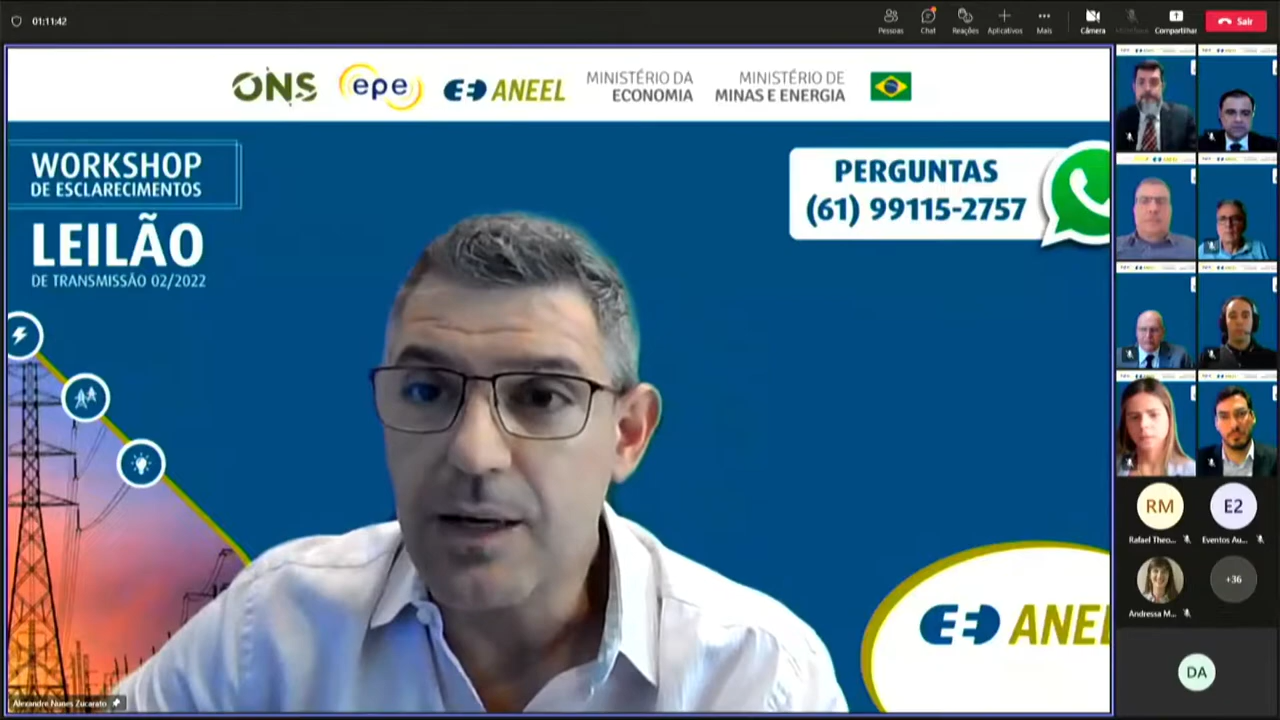 01:11:42
Pessoas
Chat
Reações
Aplicativos
Mais
Câmera
Microfone
Compartilhar
Sair
ONS
epe
ANEEL
MINISTÉRIO DA
ECONOMIA
MINISTÉRIO DE
MINAS E ENERGIA
WORKSHOP
DE ESCLARECIMENTOS
LEILÃO
DE TRANSMISSÃO 02/2022
PERGUNTAS
(61) 99115-2757
ANEEL
Alexandre Nunes Zucarato
RM
E2
Rafael Theo...
Eventos Au...
+36
Andressa M...
DA